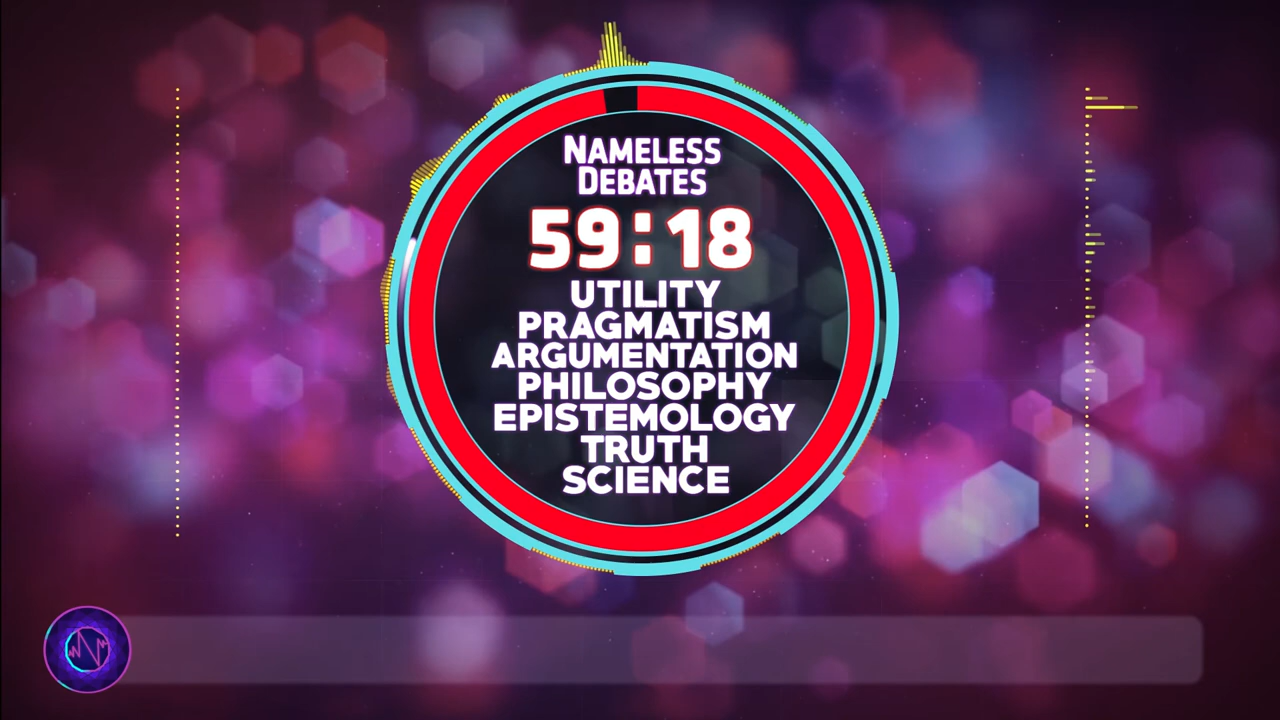 NAMELESS
DEBATES
59:18
UTILITY
PRAGMATISM
ARGUMENTATION
PHILOSOPHY
EPISTEMOLOGY
TRUTH
SCIENCE